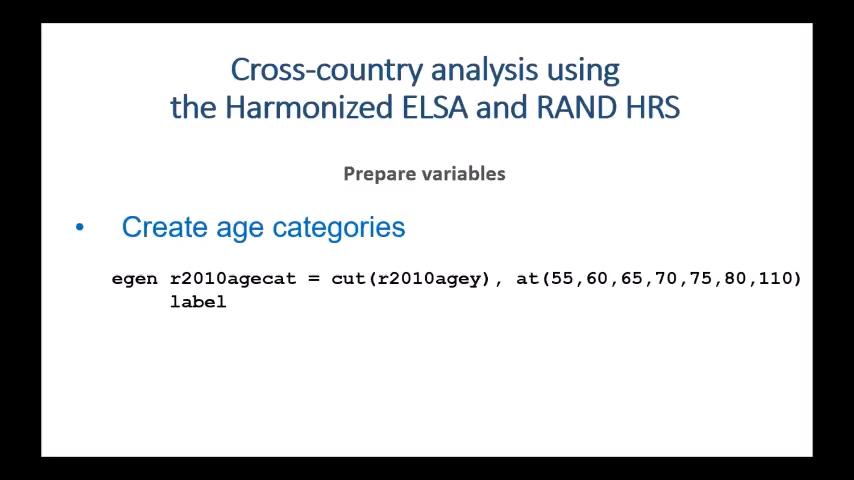 Cross-country analysis using
the Harmonized ELSA and RAND HRS
Prepare variables
• Create age categories
egen r2010agecat = cut(r2010agey), at(55,60,65,70,75,80,110)
label